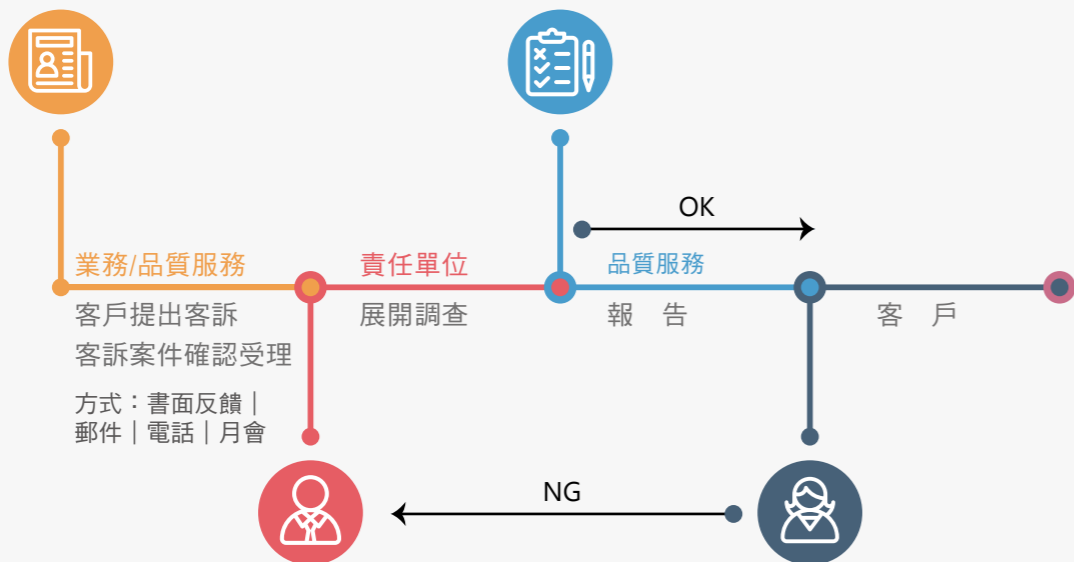 OK
業務/品質服務
客戶提出客訴
客訴案件確認受理
方式：書面反饋｜
郵件｜電話｜月會
責任單位
展開調查
品質服務
報　告
客　戶
NG